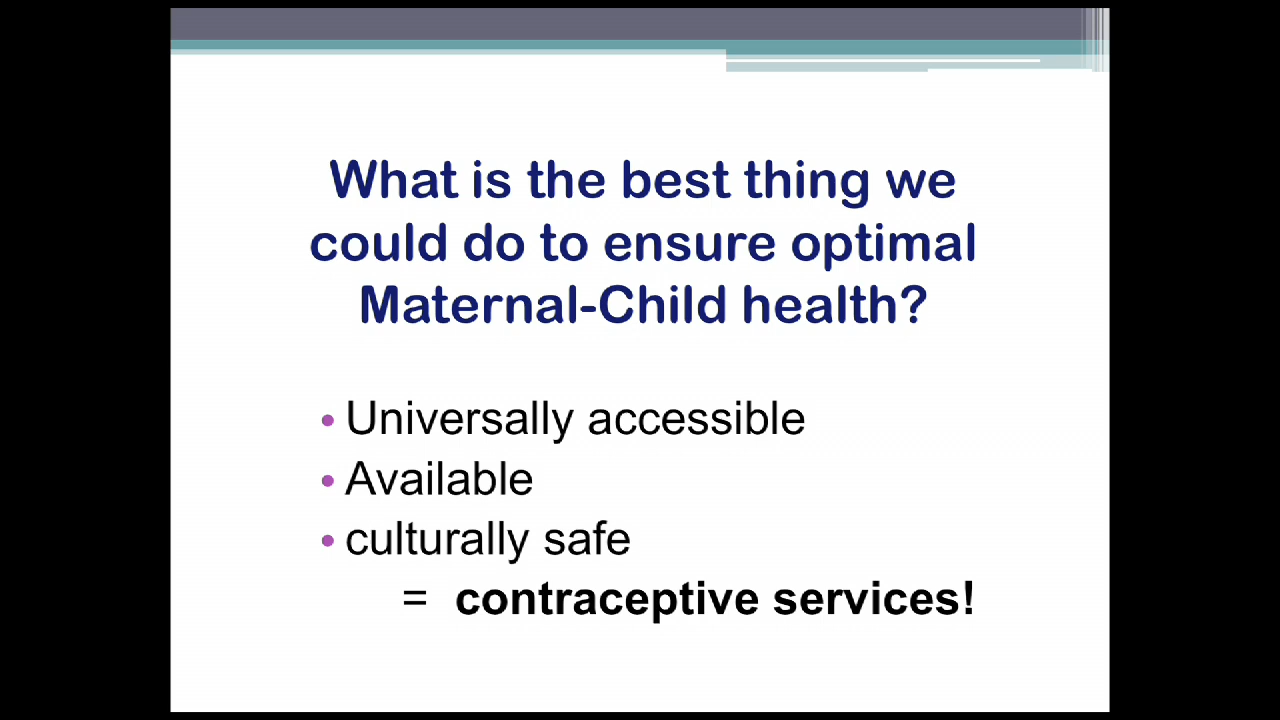 What is the best thing we
could do to ensure optimal
Maternal-Child health?
• Universally accessible
• Available
• culturally safe
= contraceptive services!